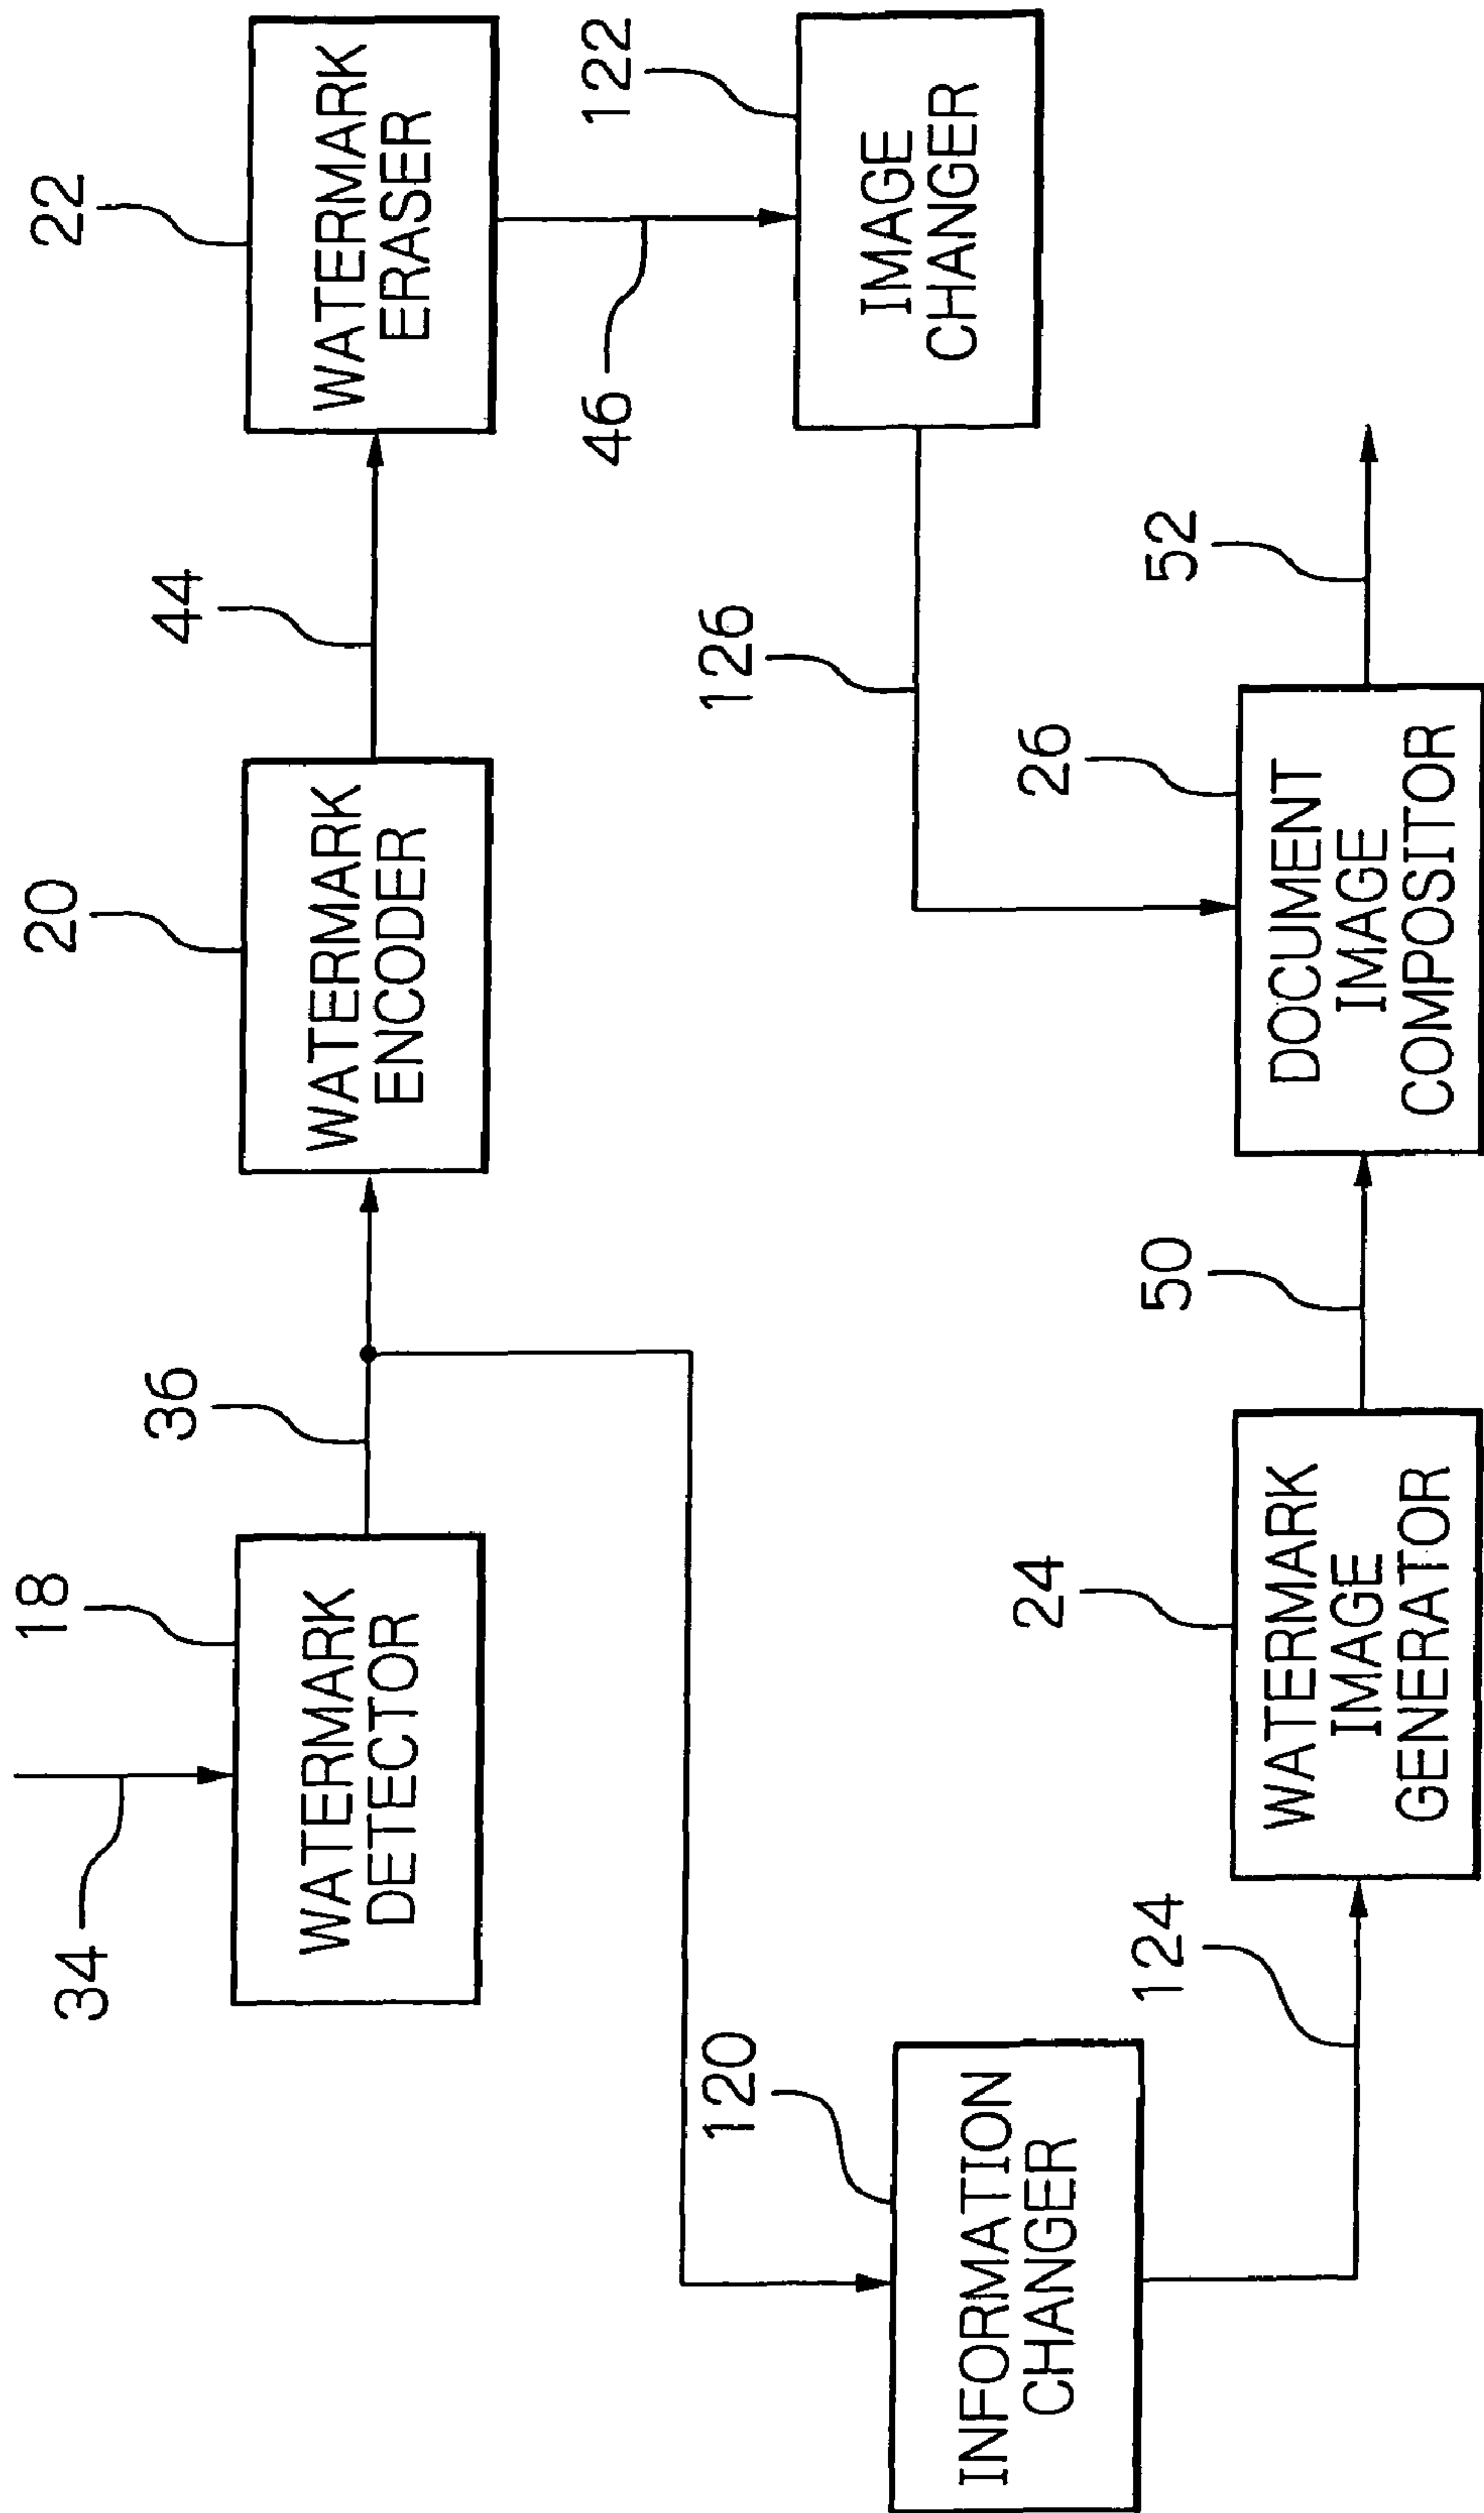 34
18
WATERMARK
DETECTOR
36
20
WATERMARK
ENCODER
44
22
WATERMARK
ERASER
46
122
IMAGE
CHANGER
120
INFORMATION
CHANGER
124
24
WATERMARK
IMAGE
GENERATOR
50
126
26
DOCUMENT
IMAGE
COMPOSITOR
52